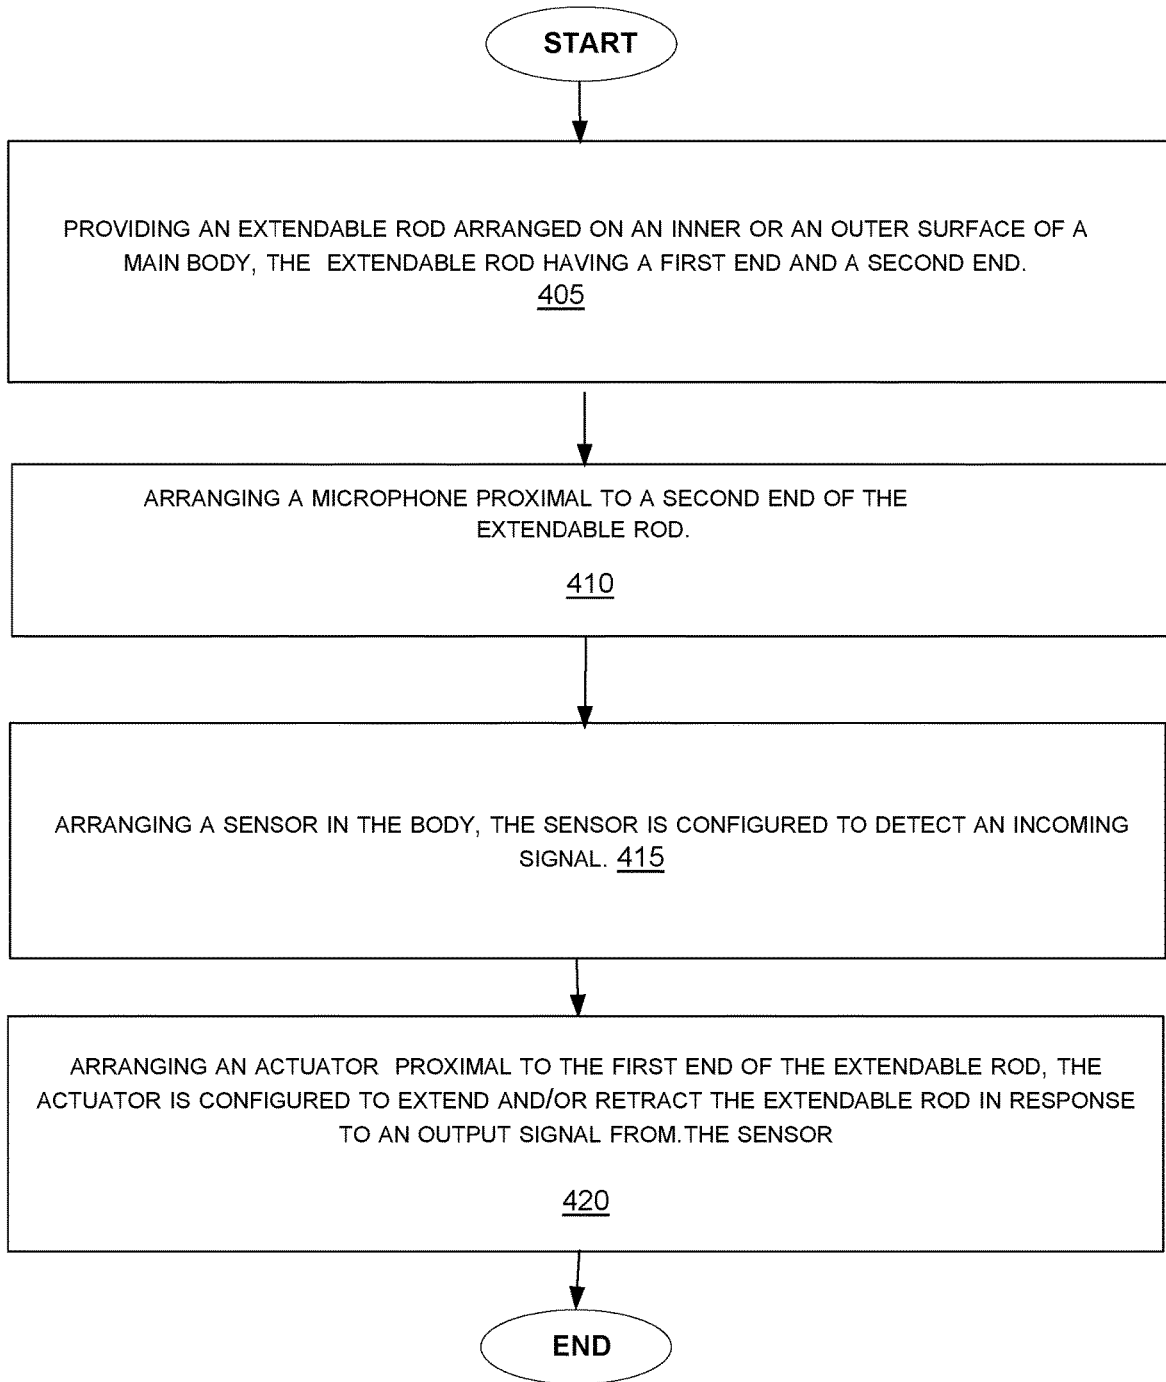 START
PROVIDING AN EXTENDABLE ROD ARRANGED ON AN INNER OR AN OUTER SURFACE OF A
MAIN BODY, THE EXTENDABLE ROD HAVING A FIRST END AND A SECOND END.
405
ARRANGING A MICROPHONE PROXIMAL TO A SECOND END OF THE
EXTENDABLE ROD.
410
ARRANGING A SENSOR IN THE BODY, THE SENSOR IS CONFIGURED TO DETECT AN INCOMING
SIGNAL. 415
ARRANGING AN ACTUATOR PROXIMAL TO THE FIRST END OF THE EXTENDABLE ROD, THE
ACTUATOR IS CONFIGURED TO EXTEND AND/OR RETRACT THE EXTENDABLE ROD IN RESPONSE
TO AN OUTPUT SIGNAL FROM.THE SENSOR
420
END